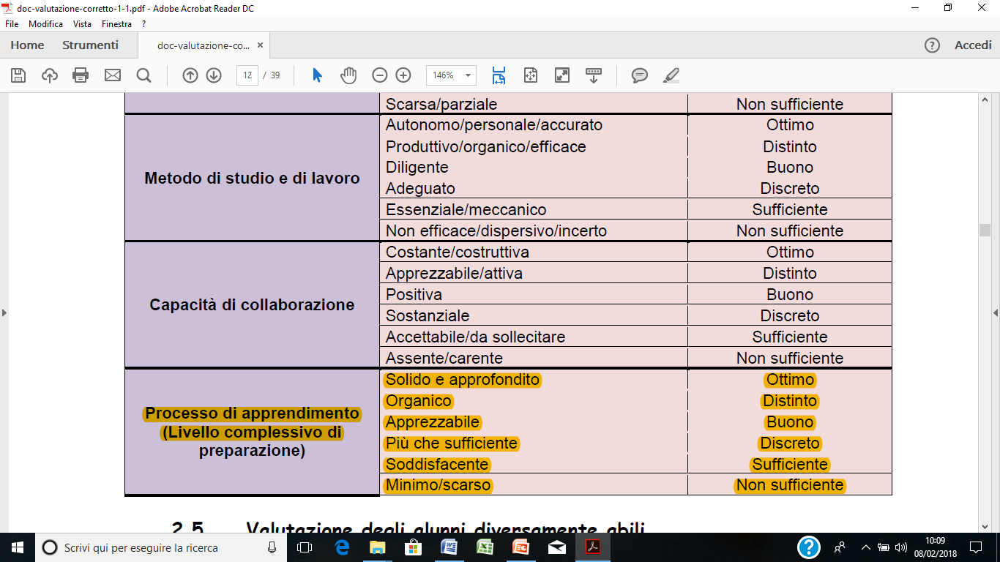 doc-valutazione-corretto-1-1.pdf - Adobe Acrobat Reader DC
File Modifica Vista Finestra ?
Home Strumenti doc-valutazione-co... × ? Accedi
12 / 39 146%
Scarsa/parziale Non sufficiente
Metodo di studio e di lavoro
Autonomo/personale/accurato Ottimo
Produttivo/organico/efficace Distinto
Diligente Buono
Adeguato Discreto
Essenziale/meccanico Sufficiente
Non efficace/dispersivo/incerto Non sufficiente
Capacità di collaborazione
Costante/costruttiva Ottimo
Apprezzabile/attiva Distinto
Positiva Buono
Sostanziale Discreto
Accettabile/da sollecitare Sufficiente
Assente/carente Non sufficiente
Processo di apprendimento
(Livello complessivo di
preparazione)
Solido e approfondito Ottimo
Organico Distinto
Apprezzabile Buono
Più che sufficiente Discreto
Soddisfacente Sufficiente
Minimo/scarso Non sufficiente
2.5 Valutazione degli alunni diversamente abili
Scrivi qui per eseguire la ricerca
10:09
08/02/2018